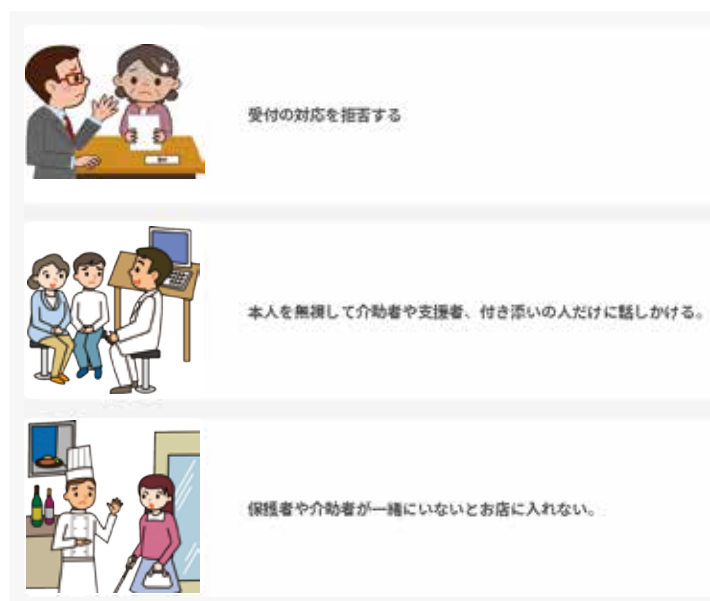 受付の対応を拒否する
本人を無視して介助者や支援者、付き添いの人だけに話しかける。
保護者や介助者が一緒にいないとお店に入れない。